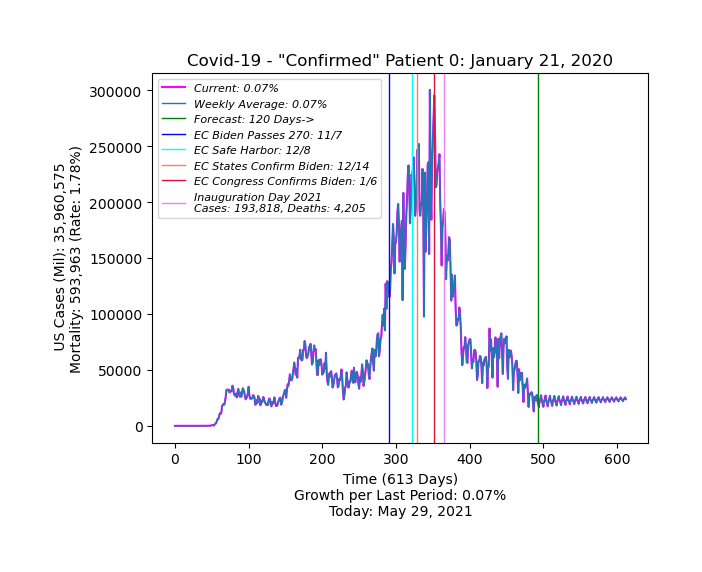 Covid-19 - "Confirmed" Patient 0: January 21, 2020
Current: 0.07%
Weekly Average: 0.07%
Forecast: 120 Days->
EC Biden Passes 270: 11/7
EC Safe Harbor: 12/8
EC States Confirm Biden: 12/14
EC Congress Confirms Biden: 1/6
Inauguration Day 2021
Cases: 193,818, Deaths: 4,205
US Cases (Mil): 35,960,575
Mortality: 593,963 (Rate: 1.78%)
300000
250000
200000
150000
100000
50000
0
0 100 200 300 400 500 600
Time (613 Days)
Growth per Last Period: 0.07%
Today: May 29, 2021